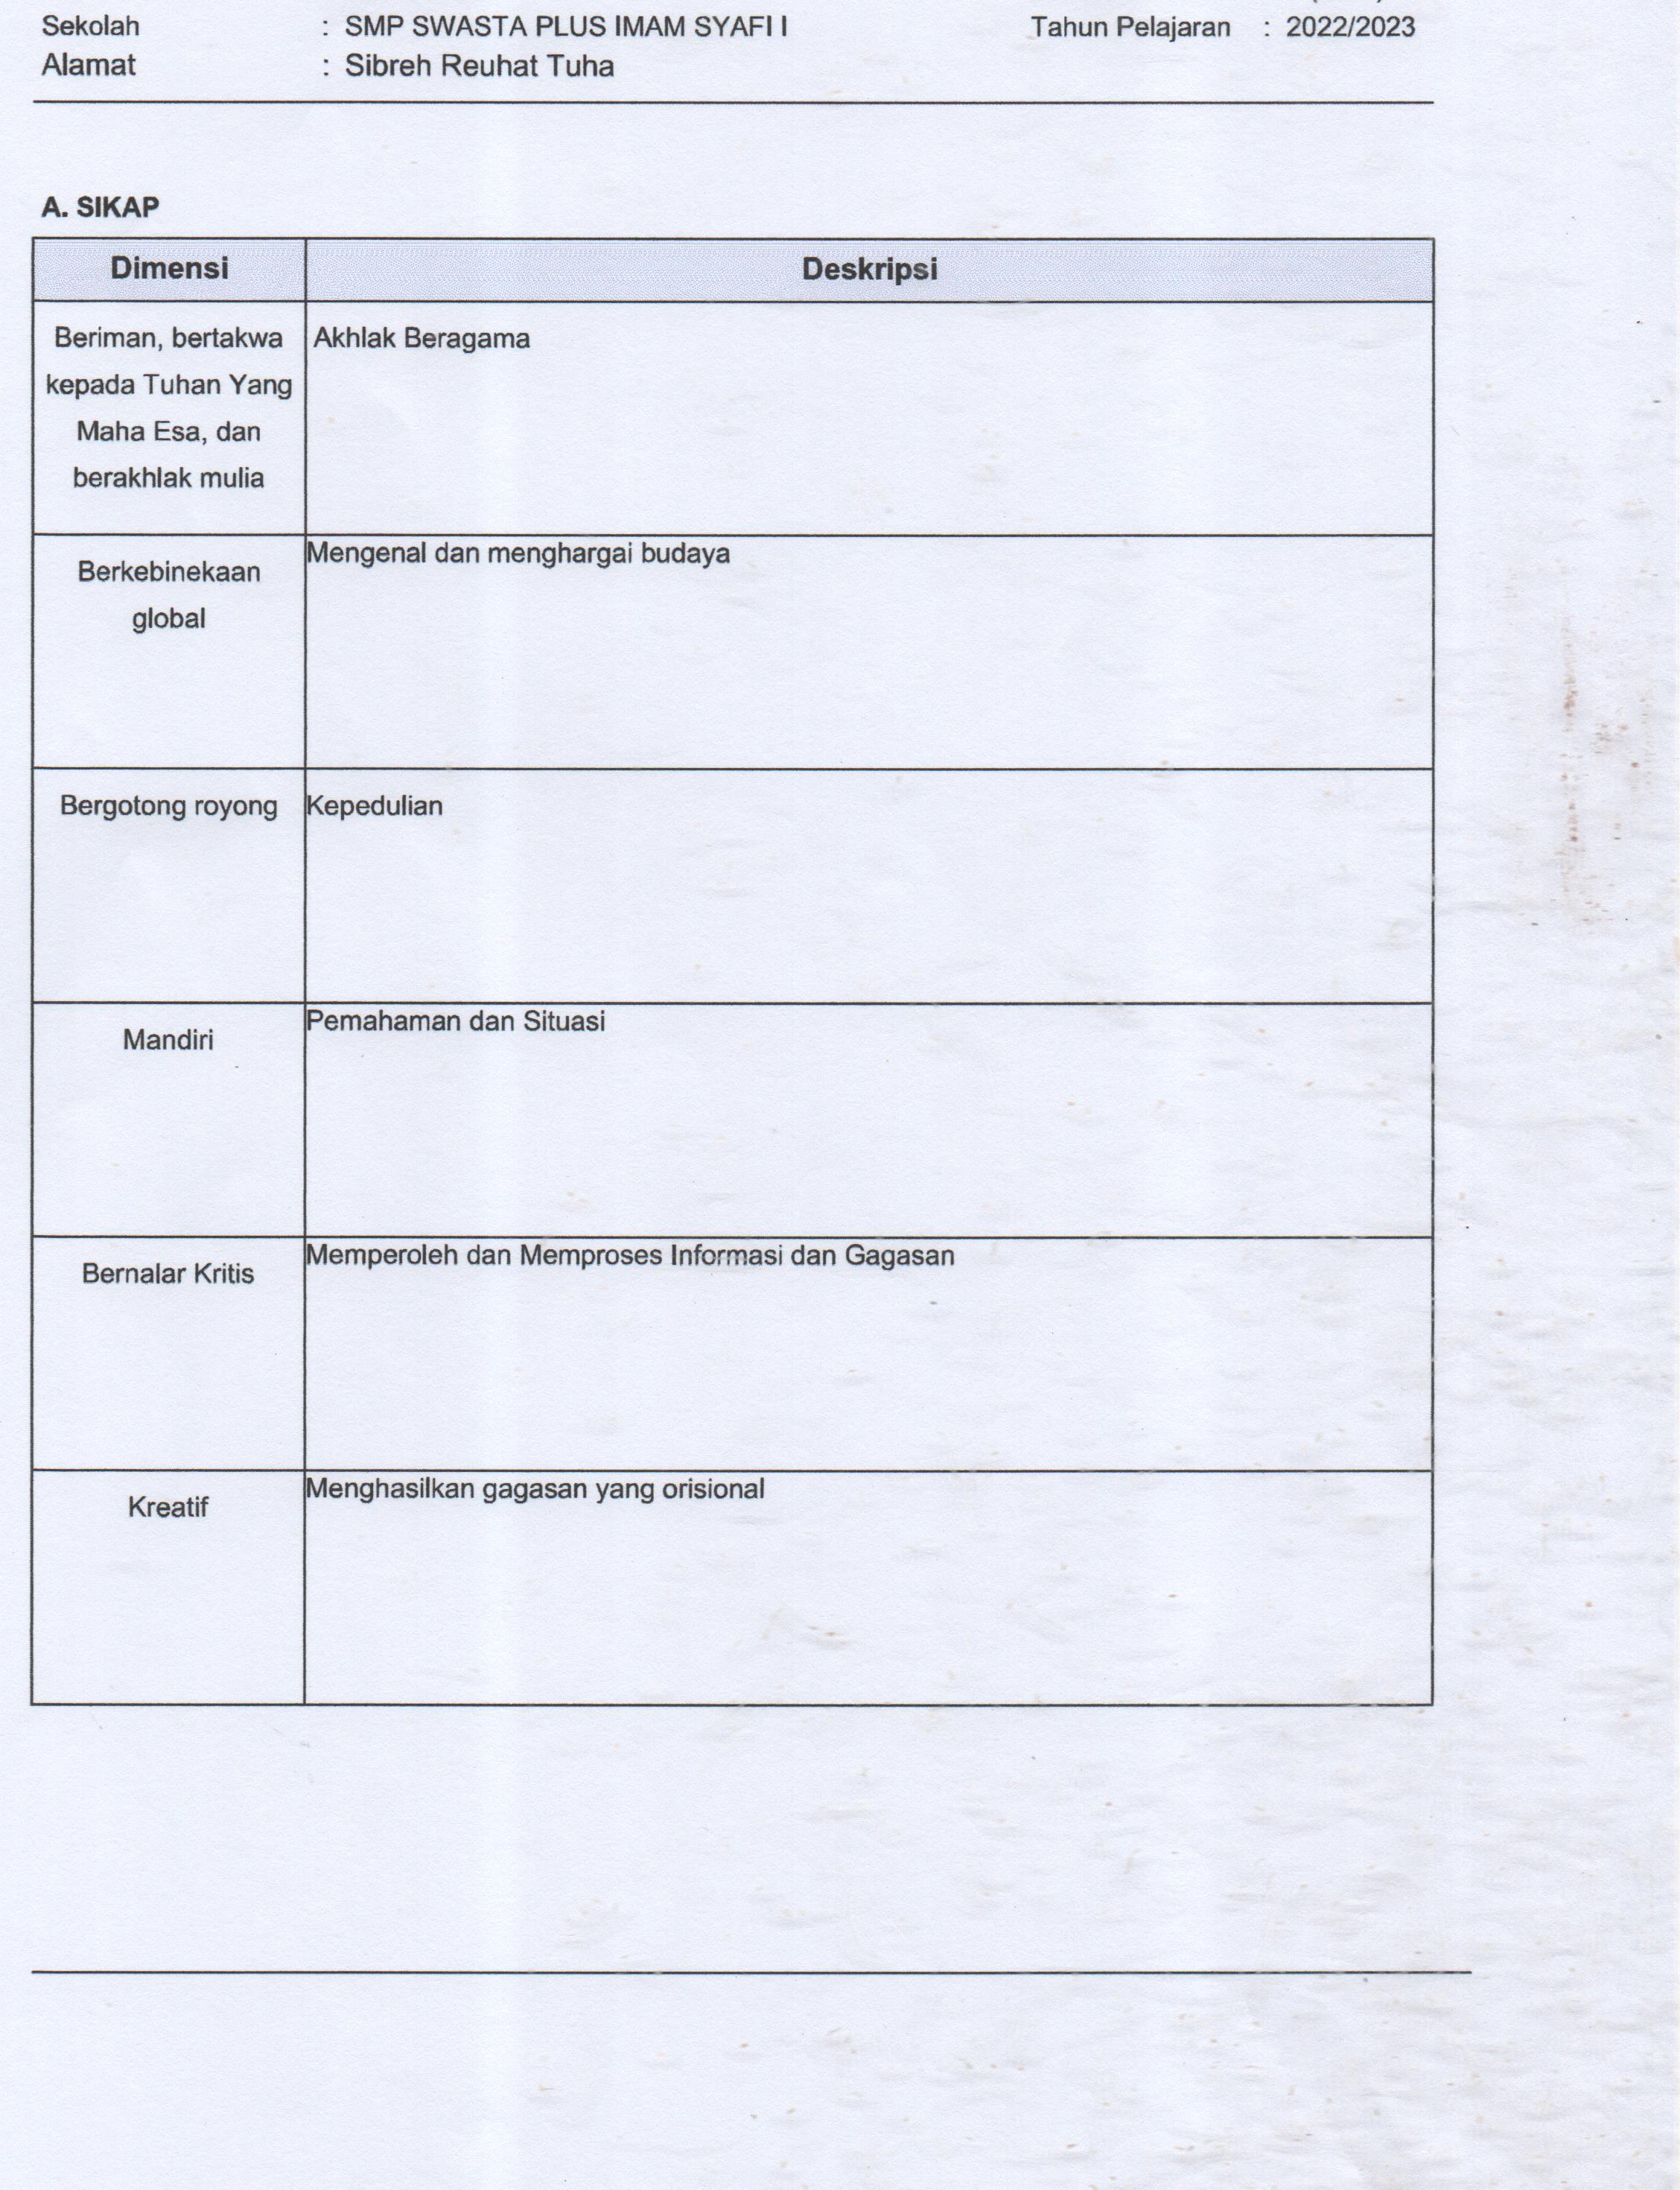 Sekolah : SMP SWASTA PLUS IMAM SYAFI I Tahun Pelajaran : 2022/2023
Alamat : Sibreh Reuhat Tuha
A. SIKAP
Dimensi Deskripsi
Beriman, bertakwa Akhlak Beragama
kepada Tuhan Yang
Maha Esa, dan
berakhlak mulia
Mengenal dan menghargai budaya
Berkebinekaan
global
Bergotong royong Kepedulian
Pemahaman dan Situasi
Mandiri
Memperoleh dan Memproses Informasi dan Gagasan
Bernalar Kritis
Menghasilkan gagasan yang orisional
Kreatif